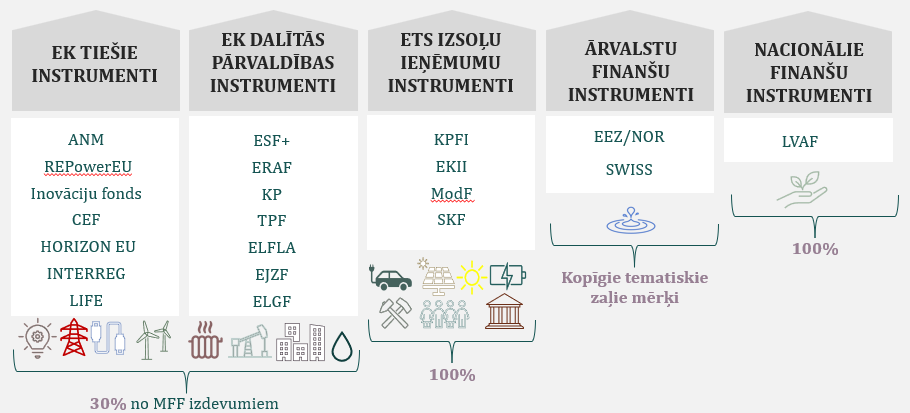 EK TIEŠIE
INSTRUMENTI
ANM
REPowerEU
Inovāciju fonds
CEF
HORIZON EU
INTERREG
LIFE
EK DALĪTĀS
PĀRVALDĪBAS
INSTRUMENTI
ESF+
ERAF
KP
TPF
ELFLA
EJZF
ELGF
30% no MFF izdevumiem
ETS IZSOĻU
IEŅĒMUMU
INSTRUMENTI
KPFI
EKII
ModF
SKF
100%
ĀRVALSTU
FINANŠU
INSTRUMENTI
EEZ/NOR
SWISS
Kopīgie tematiskie
zaļie mērķi
NACIONĀLIE
FINANŠU
INSTRUMENTI
LVAF
100%